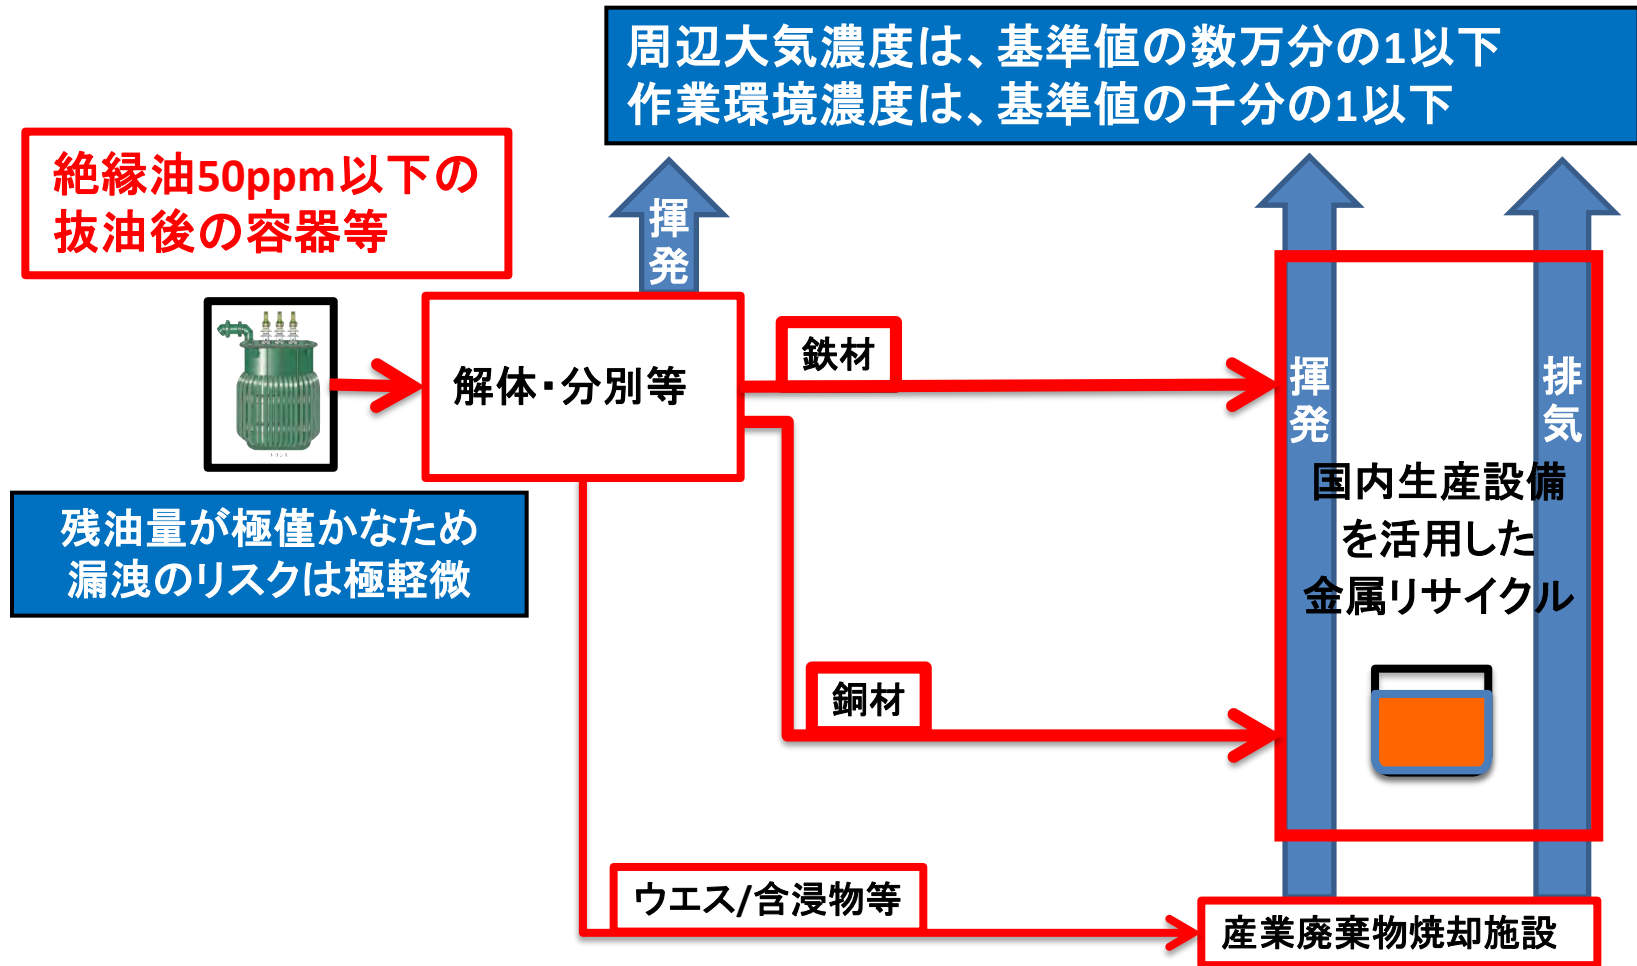 周辺大気濃度は、基準値の数万分の1以下
作業環境濃度は、基準値の千分の1以下
絶縁油50ppm以下の
抜油後の容器等
揮発
解体・分別等
鉄材
トランス
残油量が極僅かなため
漏洩のリスクは極軽微
揮発
排気
国内生産設備
を活用した
金属リサイクル
銅材
ウエス/含浸物等
産業廃棄物焼却施設